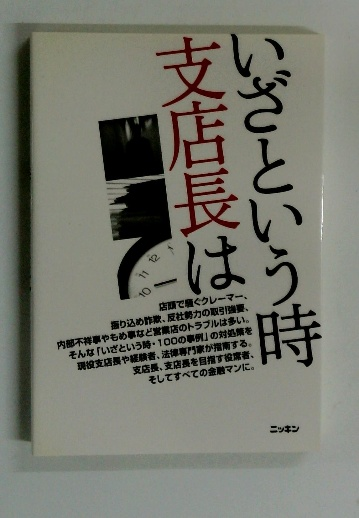 いざという時
支店長は
店頭で騒ぐクレーマー、
振り込め詐欺、反社勢力の取引強要、
内部不祥事やもめ事など営業店のトラブルは多い。
そんな「いざという時・100の事例」の対処策を
現役支店長や経験者、法律専門家が指南する。
支店長、支店長を目指す役席者、
そしてすべての金融マンに。
10 11 12 1
ニッキン